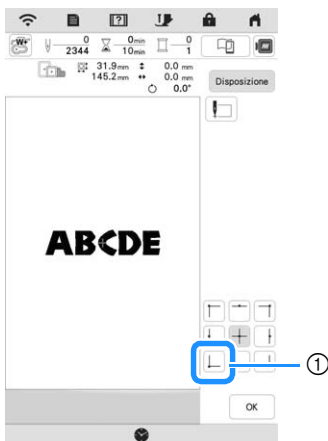 W+
0
2344
0min
10min
0
1
31.9mm
145.2mm
0.0 mm
0.0 mm
0.0°
Disposizione
ABCDE
①
OK